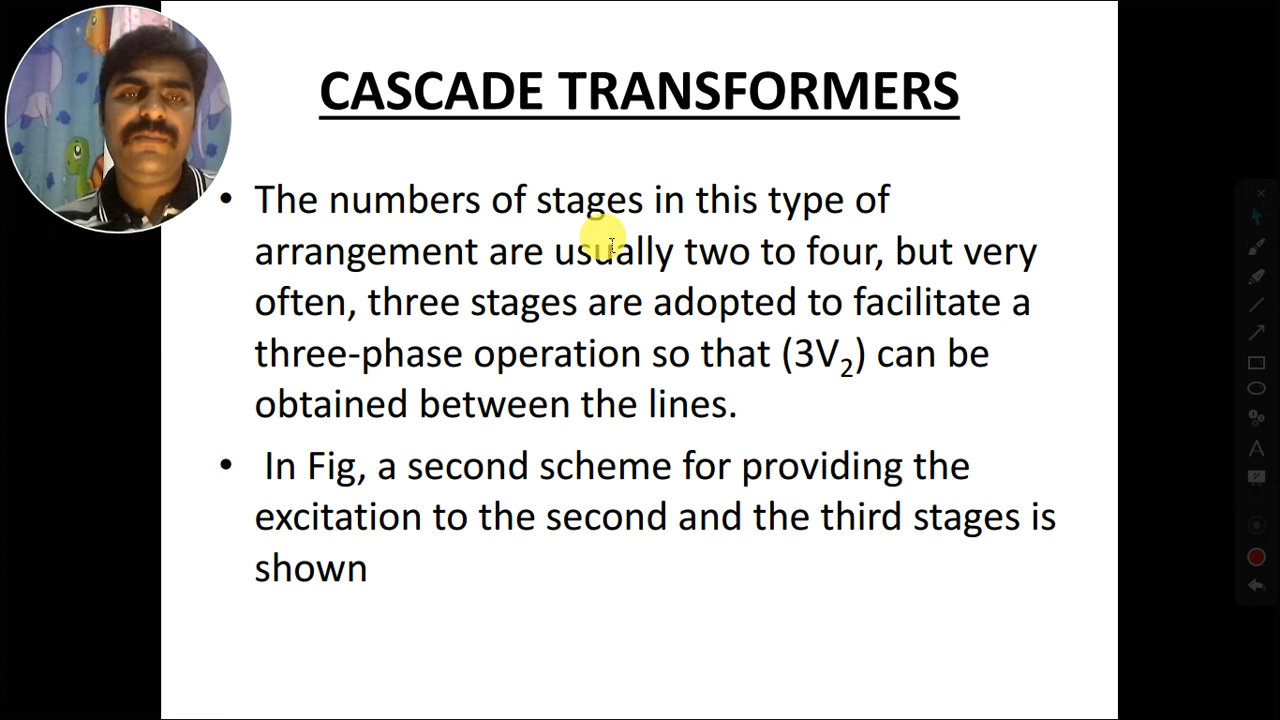 CASCADE TRANSFORMERS
• The numbers of stages in this type of
arrangement are usually two to four, but very
often, three stages are adopted to facilitate a
three-phase operation so that (3V₂) can be
obtained between the lines.
• In Fig, a second scheme for providing the
excitation to the second and the third stages is
shown